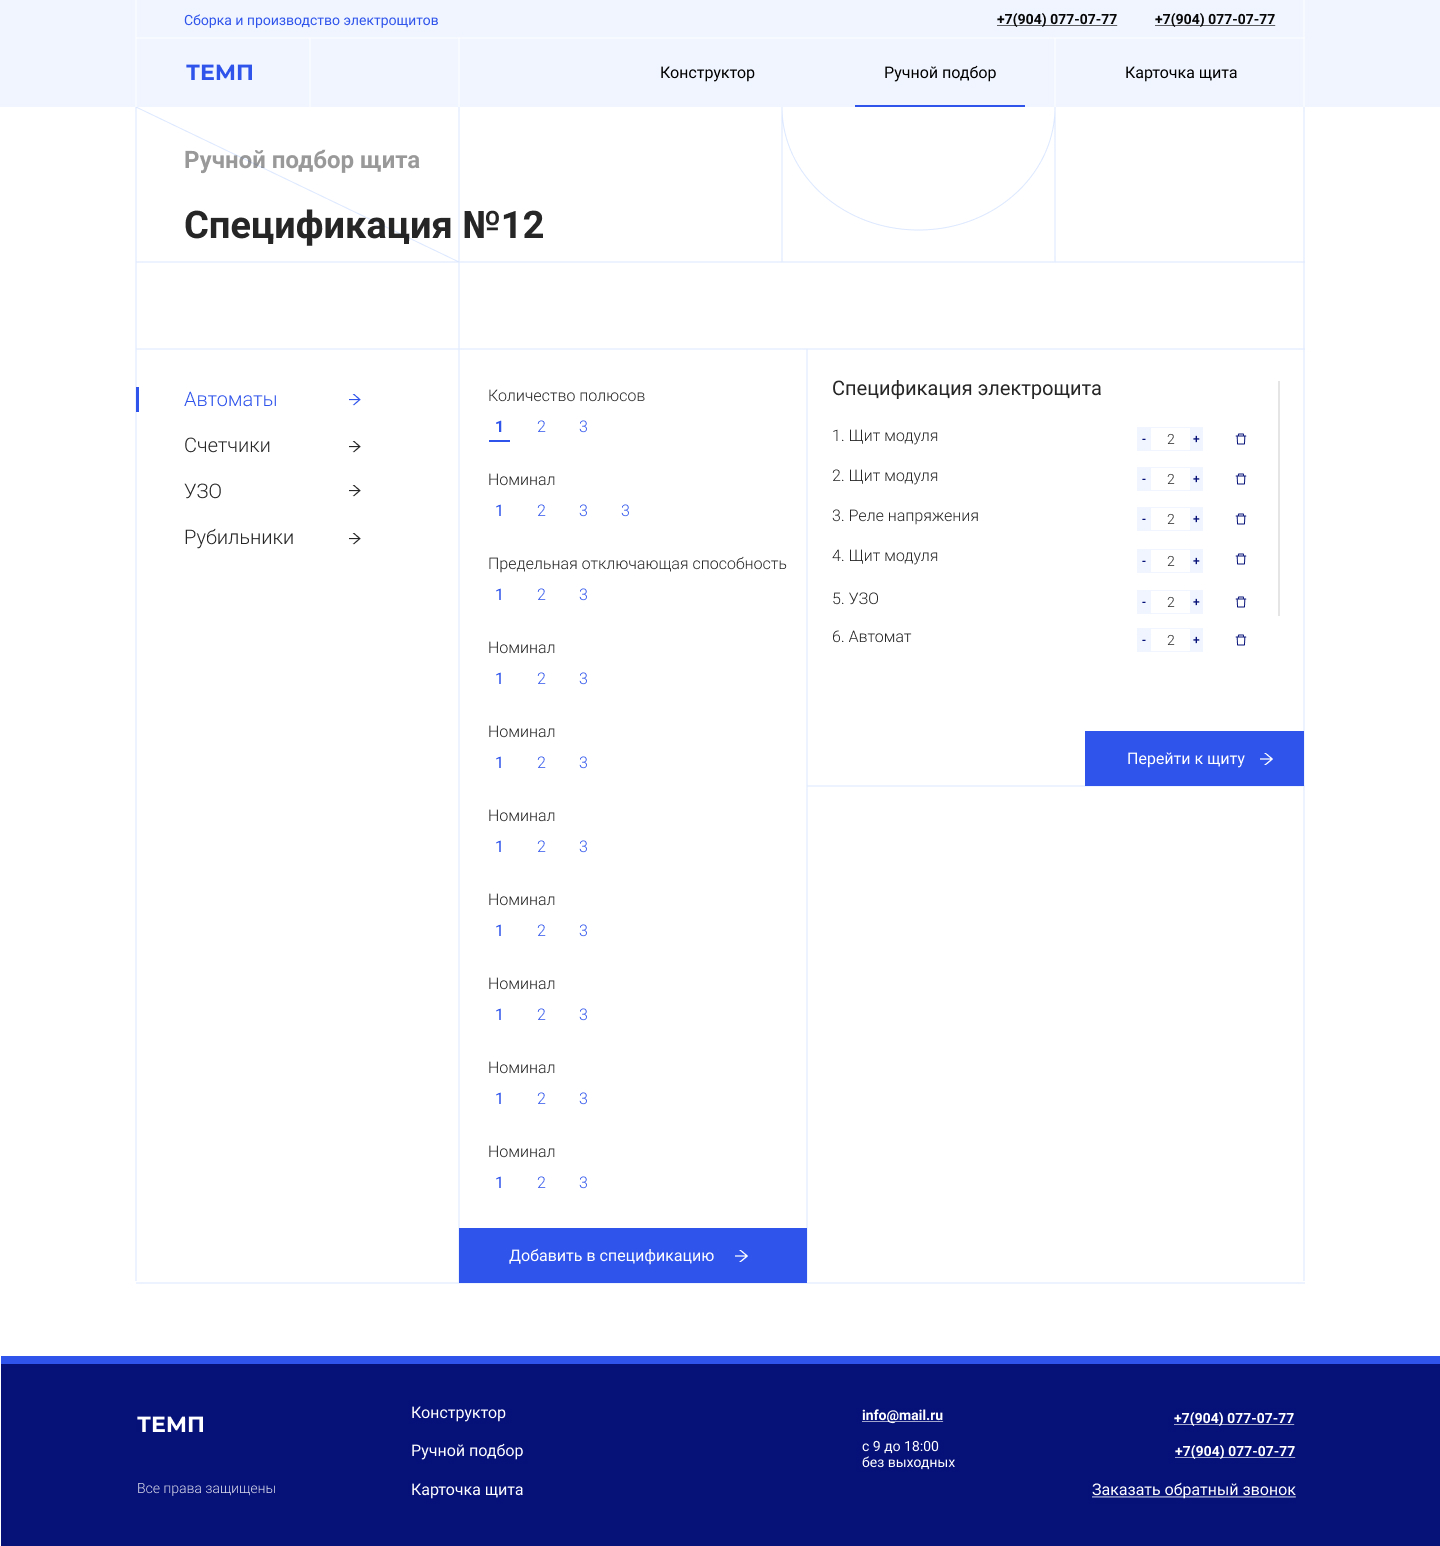 Сборка и производство электрощитов
+7(904) 077-07-77 +7(904) 077-07-77
ТЕМП
Конструктор Ручной подбор Карточка щита
Ручной подбор щита
Спецификация №12
Автоматы
Счетчики
УЗО
Рубильники
Количество полюсов
1 2 3
Номинал
1 2 3 3
Предельная отключающая способность
1 2 3
Номинал
1 2 3
Номинал
1 2 3
Номинал
1 2 3
Номинал
1 2 3
Номинал
1 2 3
Номинал
1 2 3
Номинал
1 2 3
Добавить в спецификацию
Спецификация электрощита
1. Щит модуля - 2 +
2. Щит модуля - 2 +
3. Реле напряжения - 2 +
4. Щит модуля - 2 +
5. УЗО - 2 +
6. Автомат - 2 +
Перейти к щиту
ТЕМП
Все права защищены
Конструктор
Ручной подбор
Карточка щита
info@mail.ru
с 9 до 18:00
без выходных
+7(904) 077-07-77
+7(904) 077-07-77
Заказать обратный звонок